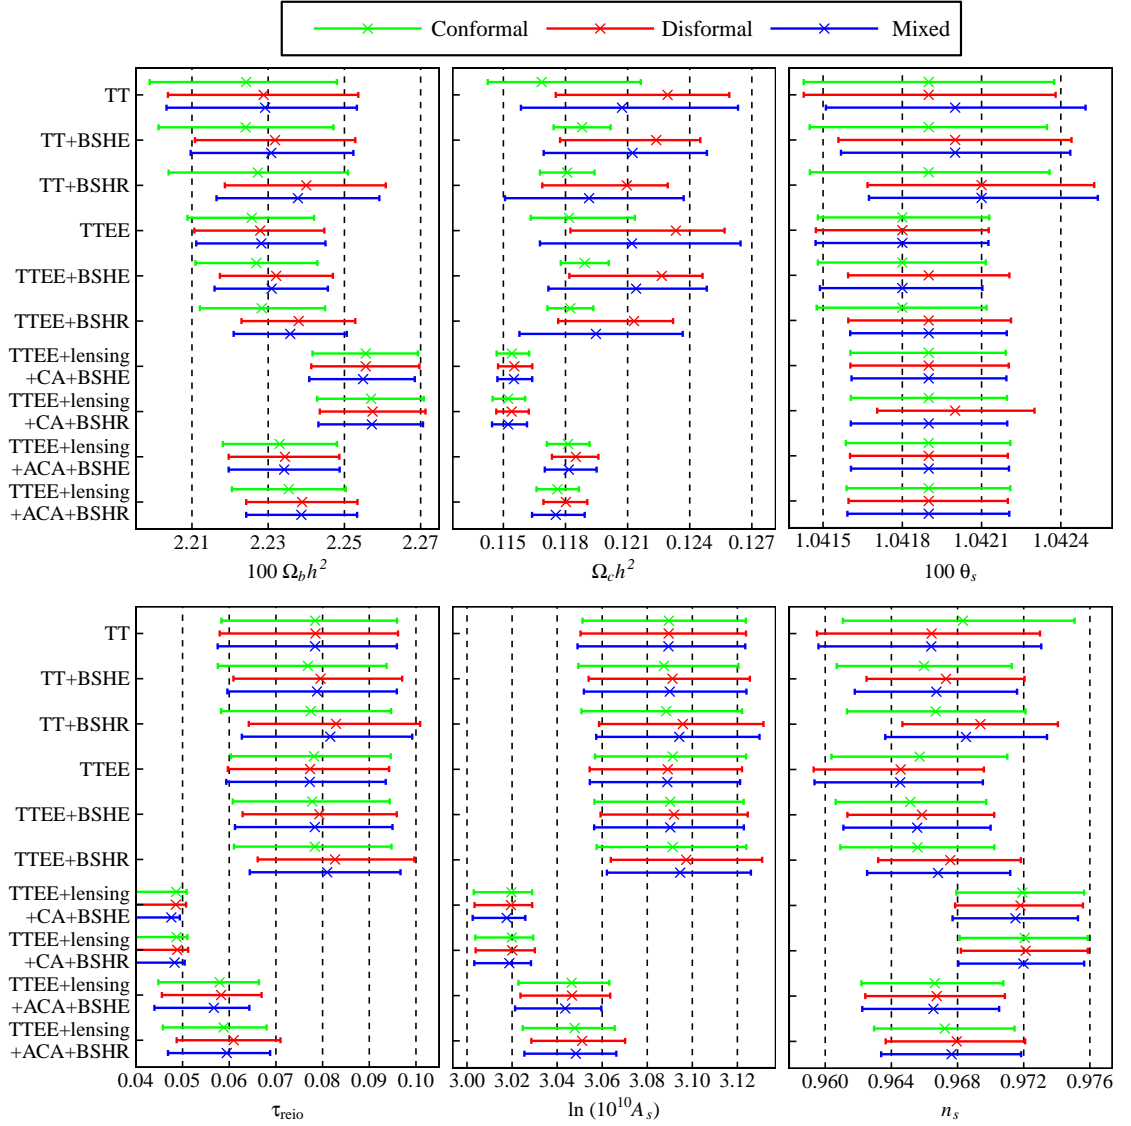 Conformal Disformal Mixed
TT
TT+BSHE
TT+BSHR
TTEE
TTEE+BSHE
TTEE+BSHR
TTEE+lensing
+CA+BSHE
TTEE+lensing
+CA+BSHR
TTEE+lensing
+ACA+BSHE
TTEE+lensing
+ACA+BSHR
2.21 2.23 2.25 2.27
100 Ω_b h²
0.115 0.118 0.121 0.124 0.127
Ω_c h²
1.0415 1.0418 1.0421 1.0424
100 θ_s
TT
TT+BSHE
TT+BSHR
TTEE
TTEE+BSHE
TTEE+BSHR
TTEE+lensing
+CA+BSHE
TTEE+lensing
+CA+BSHR
TTEE+lensing
+ACA+BSHE
TTEE+lensing
+ACA+BSHR
0.04 0.05 0.06 0.07 0.08 0.09 0.10
τ_reio
3.00 3.02 3.04 3.06 3.08 3.10 3.12
ln (10¹⁰A_s)
0.960 0.964 0.968 0.972 0.976
n_s